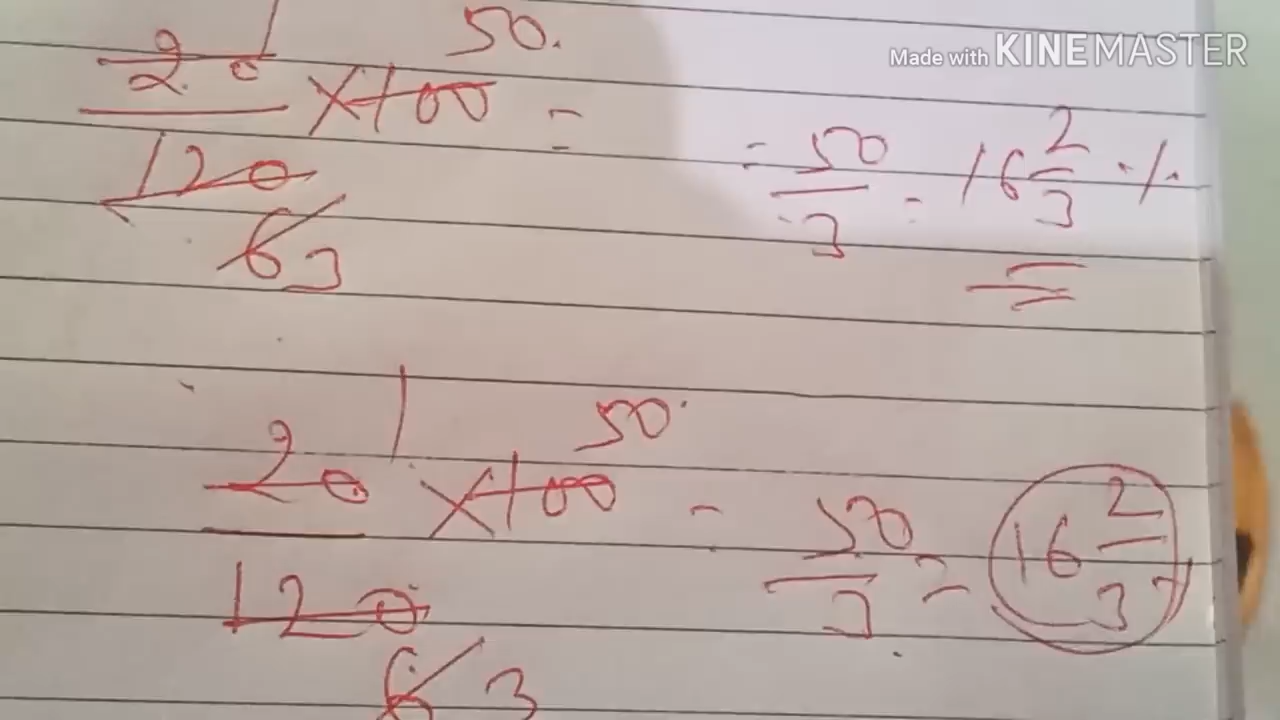 50.
Made with KINEMASTER
20/120 × 100 = = 50/3 = 16 2/3 %
6 3
1 50
20/120 × 100 = 50/3 = 16 2/3 %
6 3